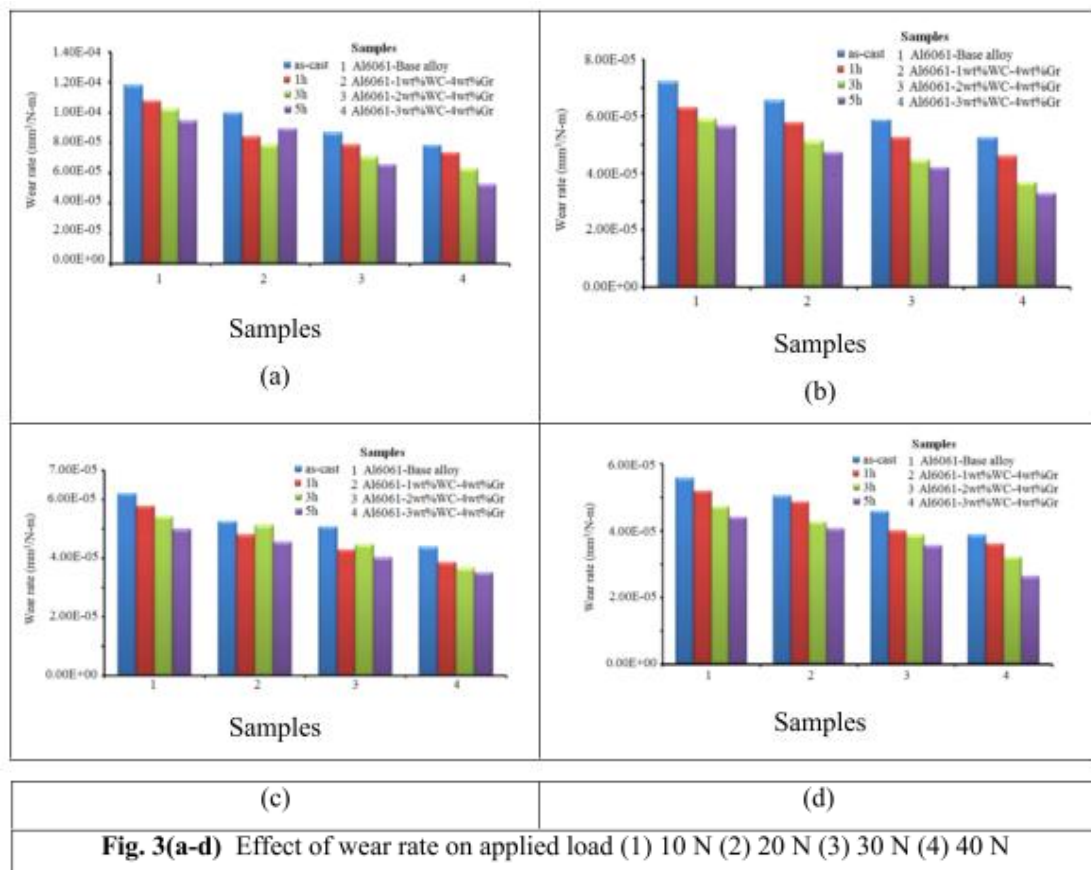 Samples
as-cast 1 Al6061-Base alloy
1h 2 Al6061-1wt%WC-4wt%Gr
3h 3 Al6061-2wt%WC-4wt%Gr
5h 4 Al6061-3wt%WC-4wt%Gr
Wear rate (mm³/N-m)
1.40E-04
1.20E-04
1.00E-04
8.00E-05
6.00E-05
4.00E-05
2.00E-05
0.00E+00
1 2 3 4
Samples
(a)
Samples
as-cast 1 Al6061-Base alloy
1h 2 Al6061-1wt%WC-4wt%Gr
3h 3 Al6061-2wt%WC-4wt%Gr
5h 4 Al6061-3wt%WC-4wt%Gr
Wear rate (mm³/N-m)
8.00E-05
6.00E-05
4.00E-05
2.00E-05
0.00E+00
1 2 3 4
Samples
(b)
Samples
as-cast 1 Al6061-Base alloy
1h 2 Al6061-1wt%WC-4wt%Gr
3h 3 Al6061-2wt%WC-4wt%Gr
5h 4 Al6061-3wt%WC-4wt%Gr
Wear rate (mm³/N-m)
7.00E-05
6.00E-05
4.00E-05
2.00E-05
0.00E+00
1 2 3 4
Samples
Samples
as-cast 1 Al6061-Base alloy
1h 2 Al6061-1wt%WC-4wt%Gr
3h 3 Al6061-2wt%WC-4wt%Gr
5h 4 Al6061-3wt%WC-4wt%Gr
Wear rate (mm³/N-m)
6.00E-05
4.00E-05
2.00E-05
0.00E+00
1 2 3 4
Samples
(c) (d)
Fig. 3(a-d) Effect of wear rate on applied load (1) 10 N (2) 20 N (3) 30 N (4) 40 N